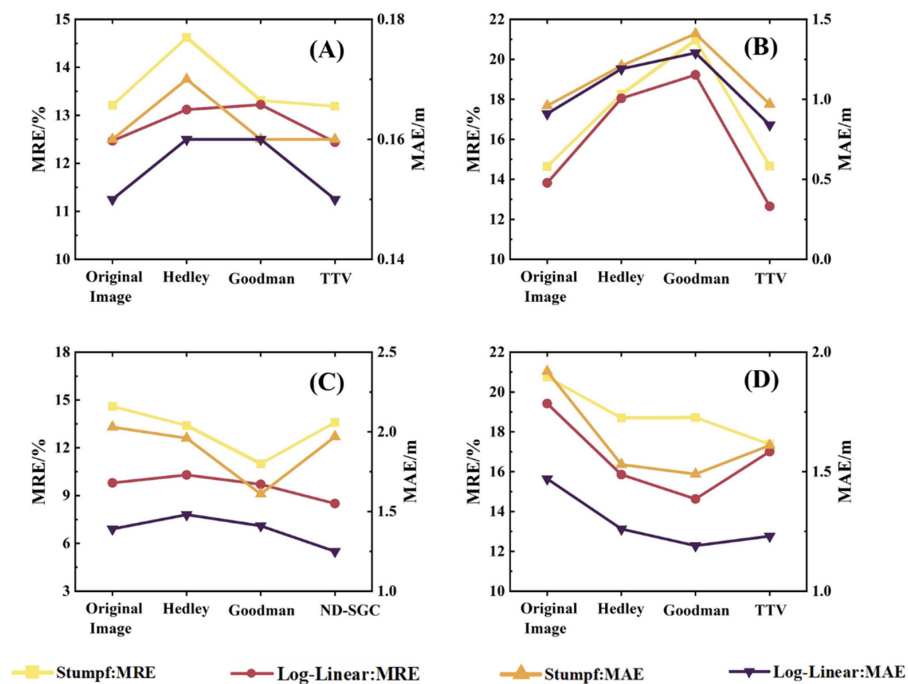 (A)
MRE/%
15
14
13
12
11
10
0.18
0.16
0.14
MAE/m
Original Image
Hedley
Goodman
TTV
(B)
MRE/%
22
20
18
16
14
12
10
1.5
1.0
0.5
0.0
MAE/m
Original Image
Hedley
Goodman
TTV
(C)
MRE/%
18
15
12
9
6
3
2.5
2.0
1.5
1.0
MAE/m
Original Image
Hedley
Goodman
ND-SGC
(D)
MRE/%
22
20
18
16
14
12
10
2.0
1.5
1.0
MAE/m
Original Image
Hedley
Goodman
TTV
Stumpf:MRE
Log-Linear:MRE
Stumpf:MAE
Log-Linear:MAE